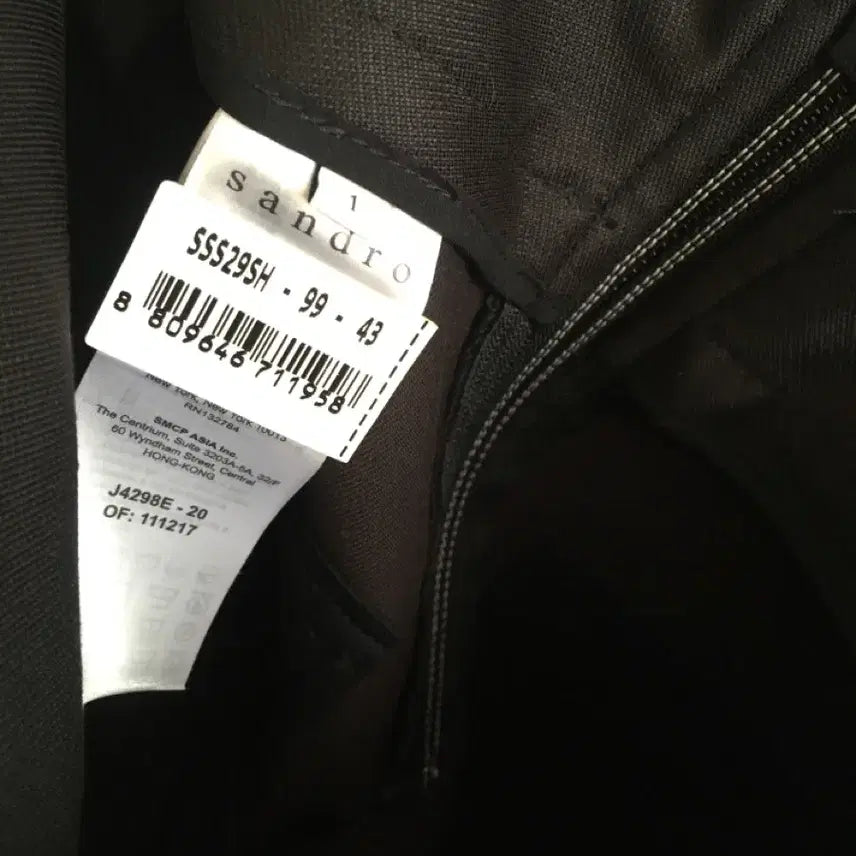 1
sandro
SSS29SH - 99 - 43
8 809646 711958
New York, New York 10013
RN132784
SMCP ASIA Inc.
The Centrium, Suite 3203A-5A, 32/F
60 Wyndham Street, Central
HONG-KONG
J4298E - 20
OF: 111217